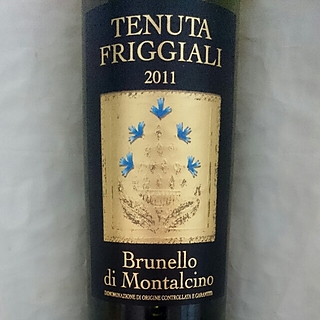 TENUTA
FRIGGIALI
2011
Brunello
di Montalcino
DENOMINAZIONE DI ORIGINE CONTROLLATA E GARANTITA